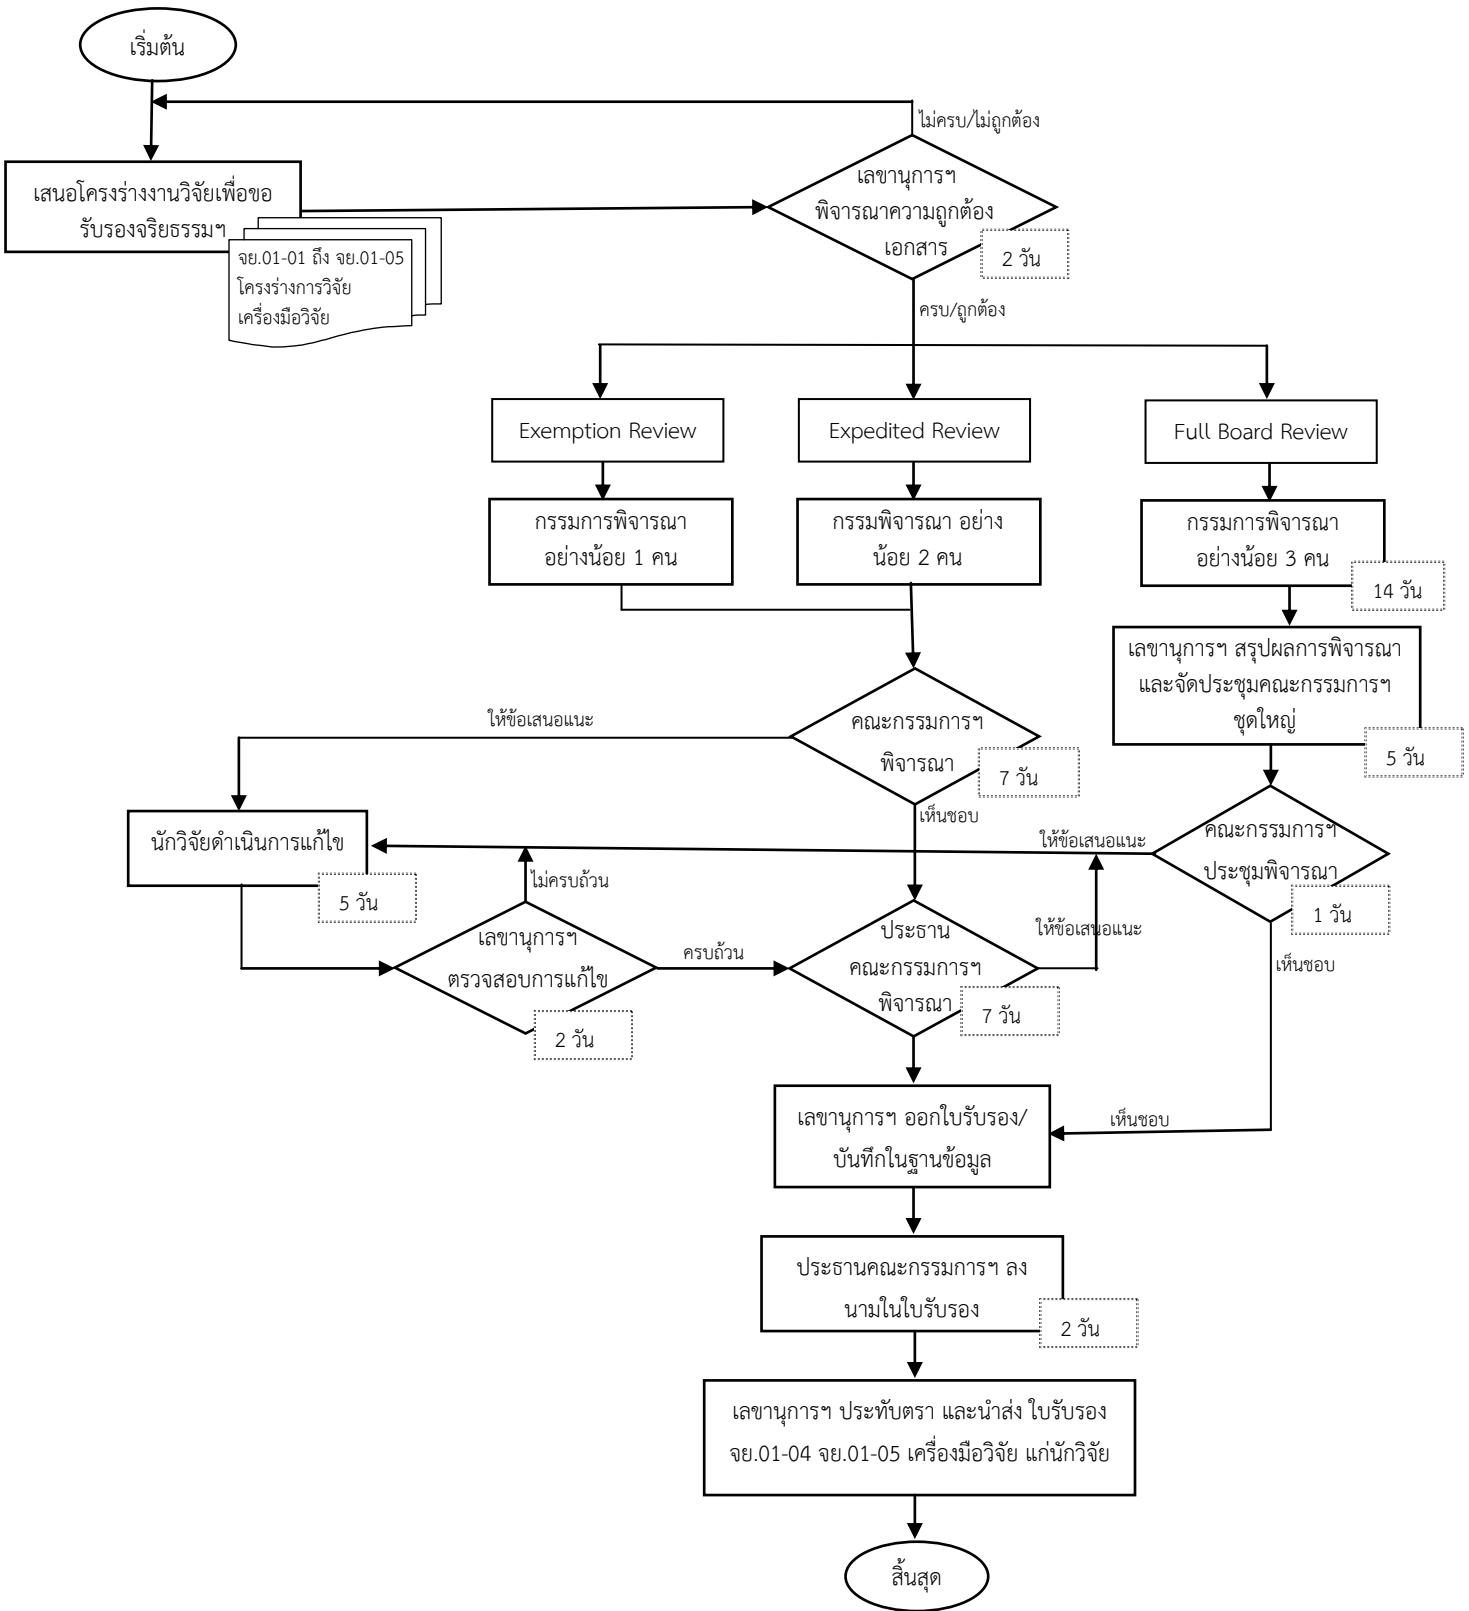 เริ่มต้น
ไม่ครบ/ไม่ถูกต้อง
เสนอโครงร่างงานวิจัยเพื่อขอ
รับรองจริยธรรมฯ
จย.01-01 ถึง จย.01-05
โครงร่างการวิจัย
เครื่องมือวิจัย
เลขานุการฯ
พิจารณาความถูกต้อง
เอกสาร
2 วัน
ครบ/ถูกต้อง
Exemption Review
Expedited Review
Full Board Review
กรรมการพิจารณา
อย่างน้อย 1 คน
กรรมพิจารณา อย่าง
น้อย 2 คน
กรรมการพิจารณา
อย่างน้อย 3 คน
14 วัน
เลขานุการฯ สรุปผลการพิจารณา
และจัดประชุมคณะกรรมการฯ
ชุดใหญ่
5 วัน
ให้ข้อเสนอแนะ
คณะกรรมการฯ
พิจารณา
7 วัน
เห็นชอบ
นักวิจัยดำเนินการแก้ไข
5 วัน
ให้ข้อเสนอแนะ
คณะกรรมการฯ
ประชุมพิจารณา
1 วัน
ไม่ครบถ้วน
เลขานุการฯ
ตรวจสอบการแก้ไข
2 วัน
ครบถ้วน
ประธาน
คณะกรรมการฯ
พิจารณา
7 วัน
ให้ข้อเสนอแนะ
เห็นชอบ
เลขานุการฯ ออกใบรับรอง/
บันทึกในฐานข้อมูล
เห็นชอบ
ประธานคณะกรรมการฯ ลง
นามในใบรับรอง
2 วัน
เลขานุการฯ ประทับตรา และนำส่ง ใบรับรอง
จย.01-04 จย.01-05 เครื่องมือวิจัย แก่นักวิจัย
สิ้นสุด